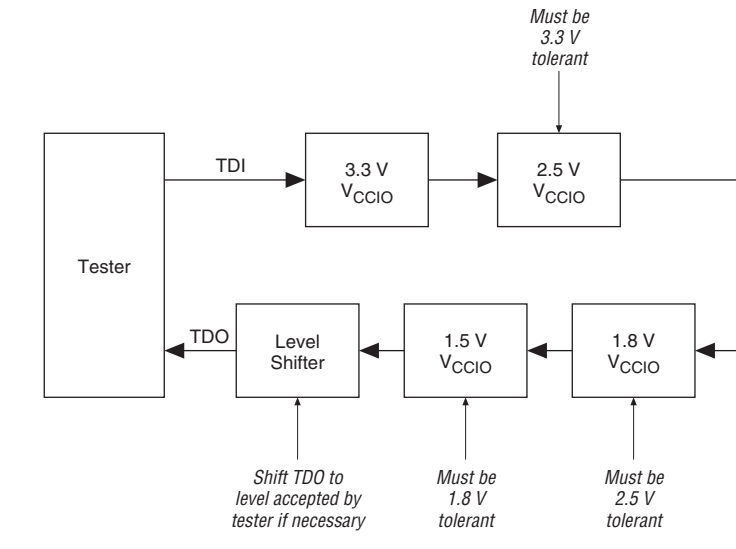 Must be
3.3 V
tolerant
TDI
3.3 V
VCCIO
2.5 V
VCCIO
Tester
TDO
Level
Shifter
1.5 V
VCCIO
1.8 V
VCCIO
Shift TDO to
level accepted by
tester if necessary
Must be
1.8 V
tolerant
Must be
2.5 V
tolerant